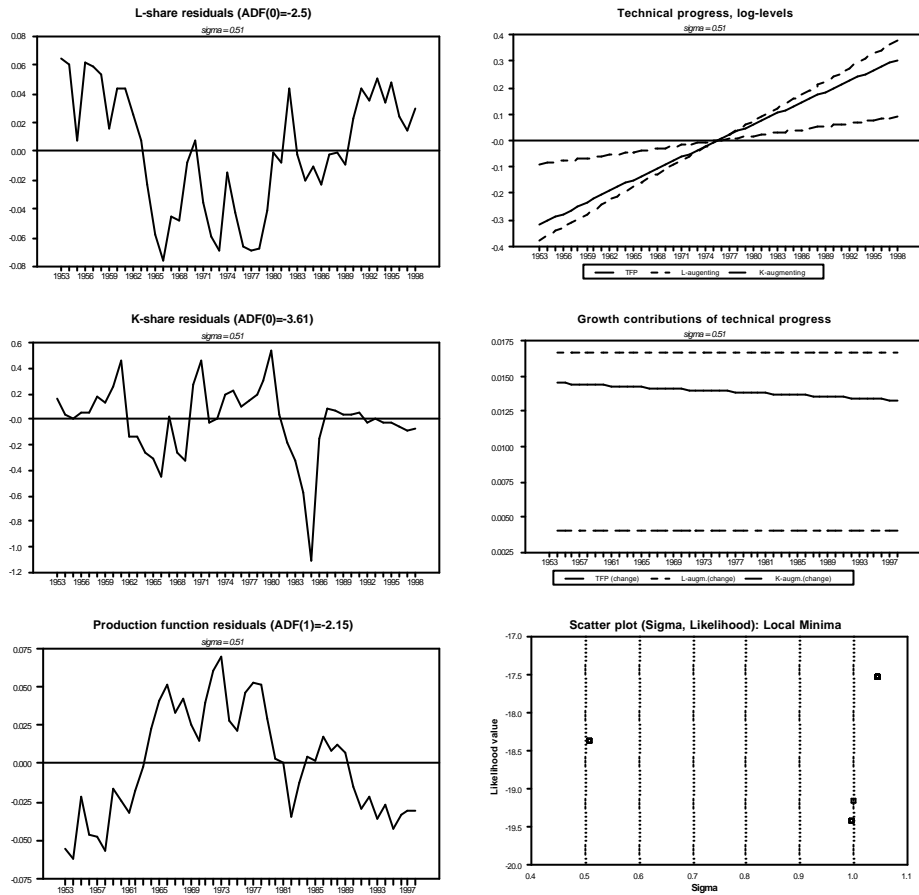 L-share residuals (ADF(0)=-2.5)
sigma = 0.51
0.08
0.06
0.04
0.02
0.00
-0.02
-0.04
-0.06
-0.08
1953 1956 1959 1962 1965 1968 1971 1974 1977 1980 1983 1986 1989 1992 1995 1998
Technical progress, log-levels
sigma = 0.51
0.4
0.3
0.2
0.1
-0.0
-0.1
-0.2
-0.3
-0.4
1953 1956 1959 1962 1965 1968 1971 1974 1977 1980 1983 1986 1989 1992 1995 1998
TFP L-augenting K-augmenting
K-share residuals (ADF(0)=-3.61)
sigma = 0.51
0.6
0.4
0.2
-0.0
-0.2
-0.4
-0.6
-0.8
-1.0
-1.2
1953 1956 1959 1962 1965 1968 1971 1974 1977 1980 1983 1986 1989 1992 1995 1998
Growth contributions of technical progress
sigma = 0.51
0.0175
0.0150
0.0125
0.0100
0.0075
0.0050
0.0025
1953 1957 1961 1965 1969 1973 1977 1981 1985 1989 1993 1997
TFP (change) L-augm.(change) K-augm.(change)
Production function residuals (ADF(1)=-2.15)
sigma = 0.51
0.075
0.050
0.025
0.000
-0.025
-0.050
-0.075
1953 1957 1961 1965 1969 1973 1977 1981 1985 1989 1993 1997
Scatter plot (Sigma, Likelihood): Local Minima
Likelihood value
-17.0
-17.5
-18.0
-18.5
-19.0
-19.5
-20.0
0.4 0.5 0.6 0.7 0.8 0.9 1.0 1.1
Sigma